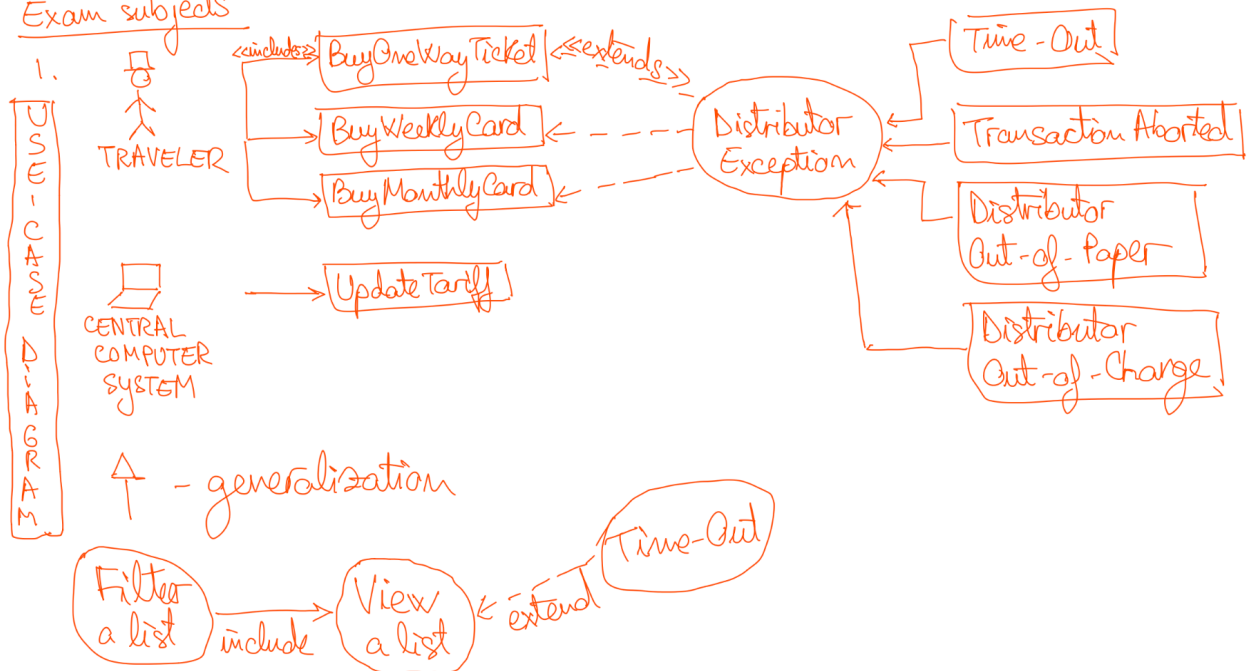 Exam subjects
1.
USE-CASE DIAGRAM
TRAVELER
<<includes>>
BuyOneWayTicket
<<extends>>
BuyWeeklyCard
BuyMonthlyCard
Distributor
Exception
Time-Out
Transaction Aborted
Distributor
Out-of-Paper
Distributor
Out-of-Change
CENTRAL
COMPUTER
SYSTEM
UpdateTariff
- generalization
Filter
a list
include
View
a list
extend
Time-Out